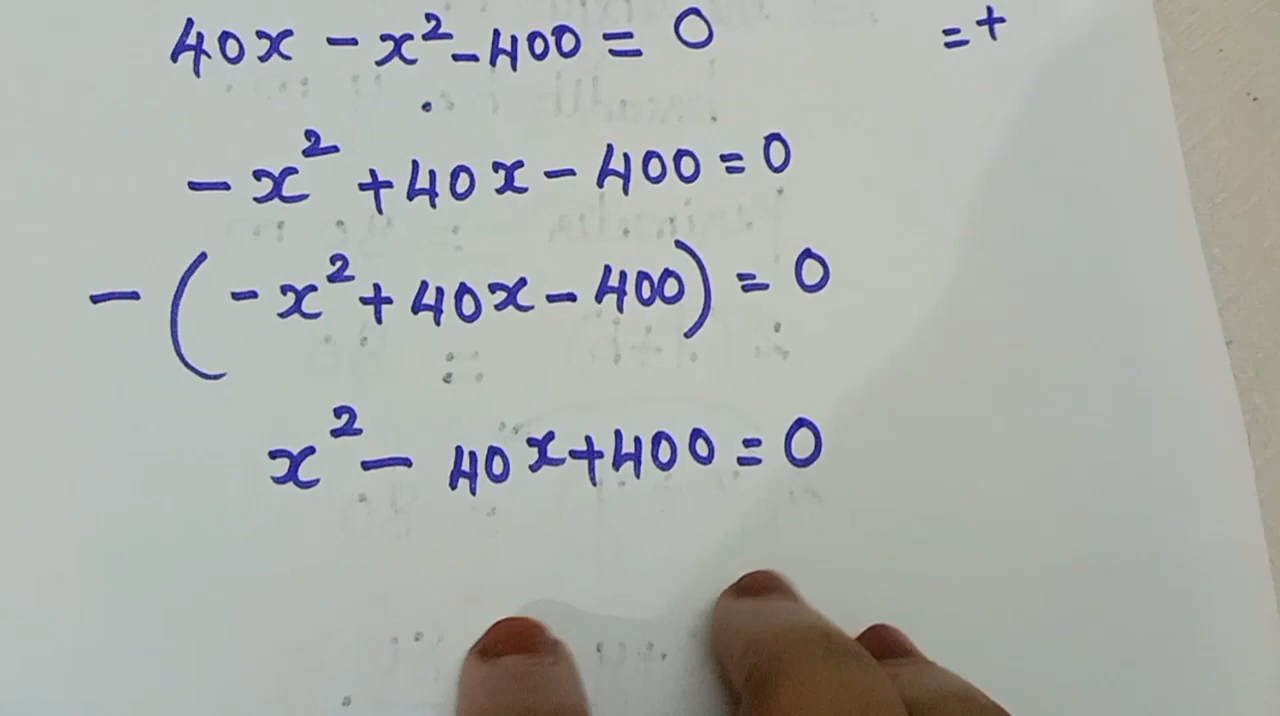 40x - x² - 400 = 0
= +
- x² + 40x - 400 = 0
- ( - x² + 40x - 400 ) = 0
x² - 40x + 400 = 0